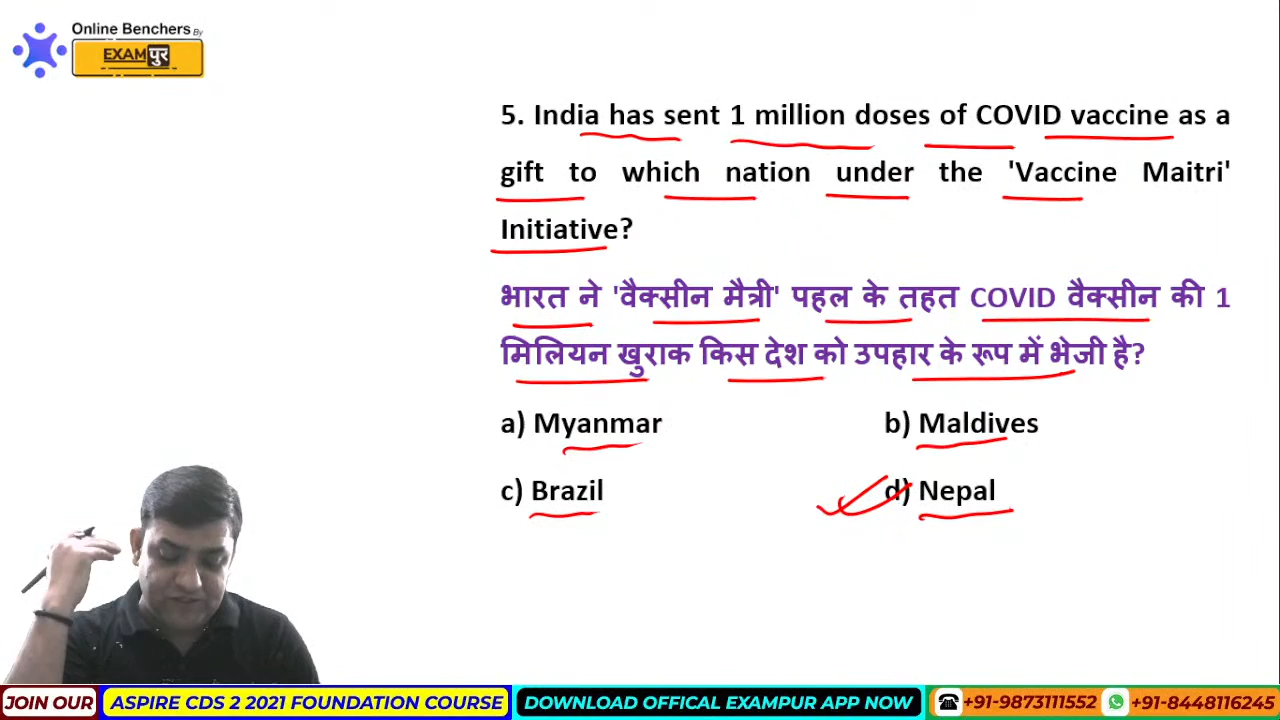 Online Benchers By
EXAMपुर
5. India has sent 1 million doses of COVID vaccine as a
gift to which nation under the 'Vaccine Maitri'
Initiative?
भारत ने 'वैक्सीन मैत्री' पहल के तहत COVID वैक्सीन की 1
मिलियन खुराक किस देश को उपहार के रूप में भेजी है?
a) Myanmar b) Maldives
c) Brazil d) Nepal
JOIN OUR ASPIRE CDS 2 2021 FOUNDATION COURSE DOWNLOAD OFFICAL EXAMPUR APP NOW +91-9873111552 +91-8448116245